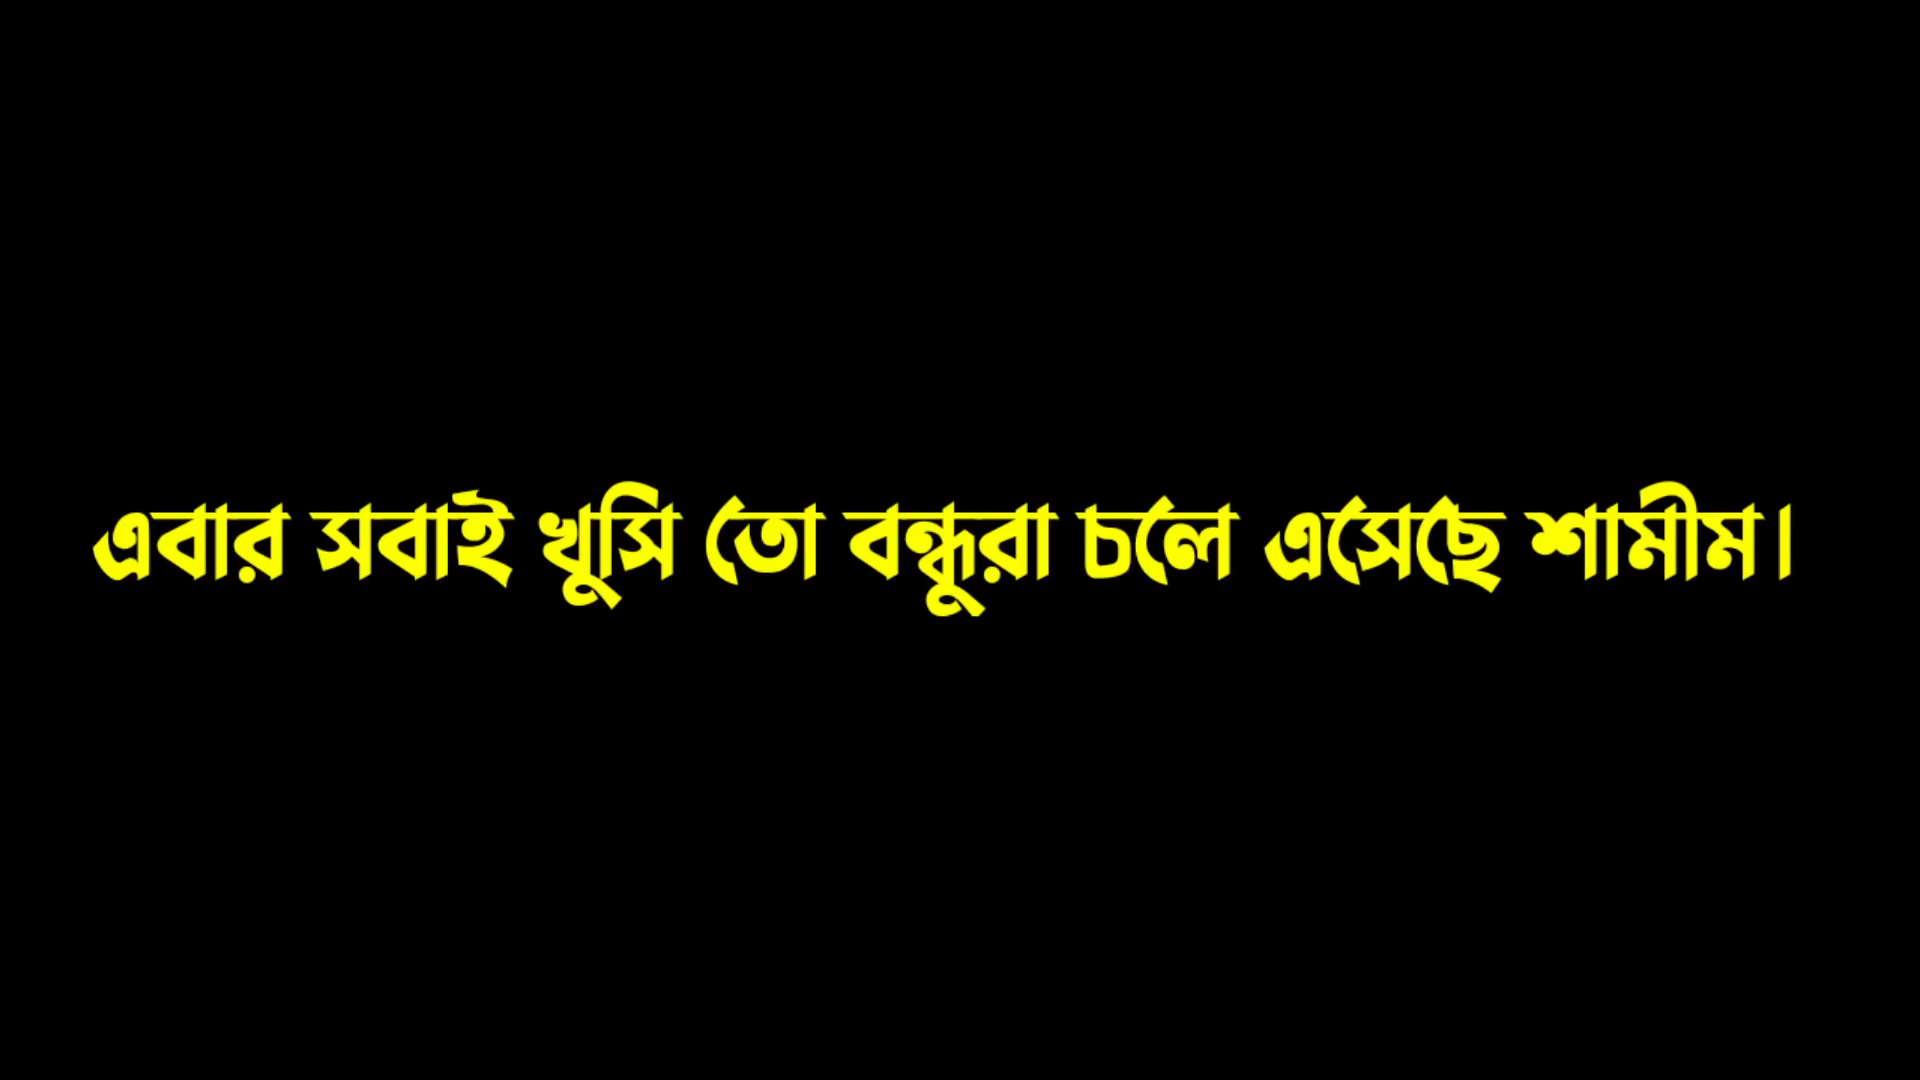 এবার সবাই খুসি তো বন্ধুরা চলে এসেছে শামীম।